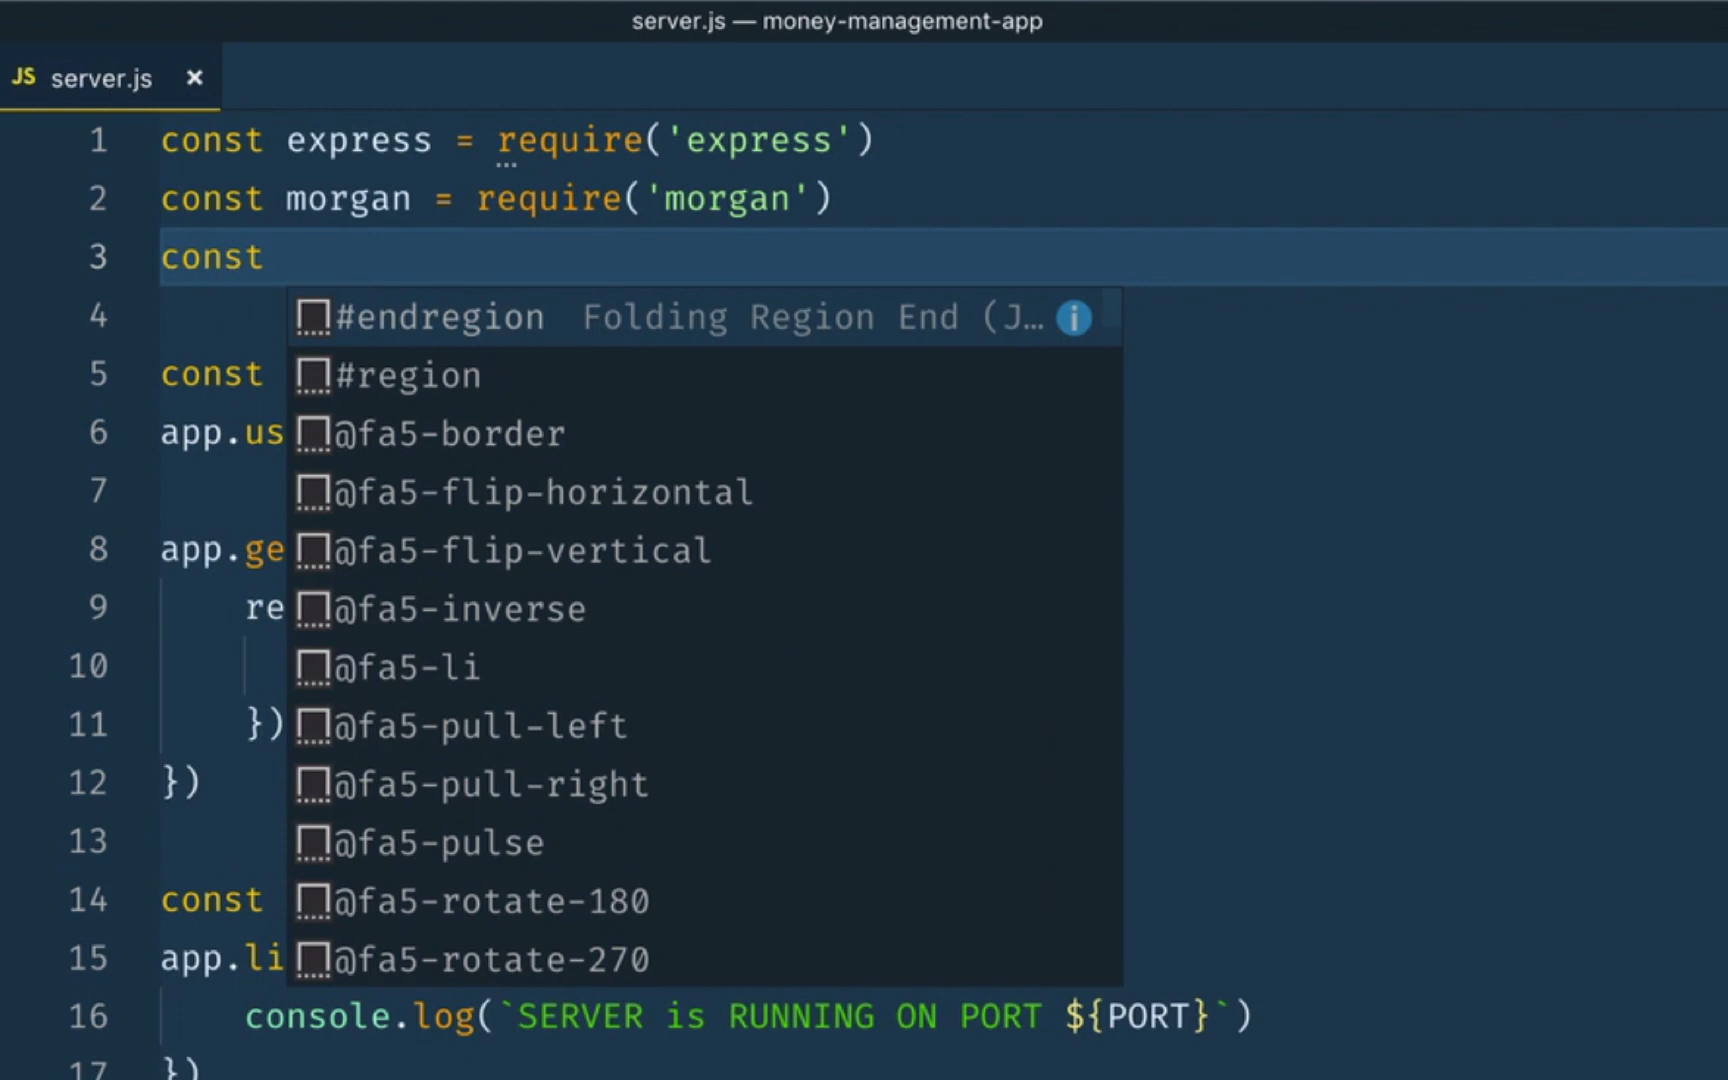 server.js — money-management-app
JS server.js ×
1 const express = require('express')
2 const morgan = require('morgan')
3 const
4 #endregion Folding Region End (J… i
5 const #region
6 app.us @fa5-border
7 @fa5-flip-horizontal
8 app.ge @fa5-flip-vertical
9 re @fa5-inverse
10 @fa5-li
11 }) @fa5-pull-left
12 }) @fa5-pull-right
13 @fa5-pulse
14 const @fa5-rotate-180
15 app.li @fa5-rotate-270
16 console.log(`SERVER is RUNNING ON PORT ${PORT}`)
17 })